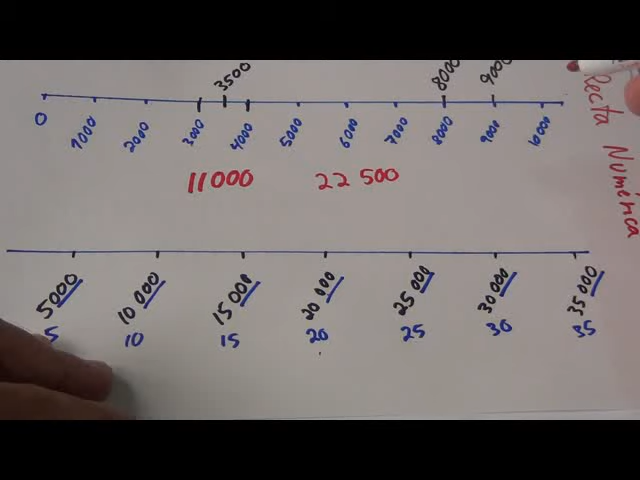 3500 8000 9000
0 1000 2000 3000 4000 5000 6000 7000 8000 9000 10000
11000 22 500
5000 10 000 15 000 20 000 25 000 30 000 35 000
5 10 15 20 25 30 35
Recta Numérica